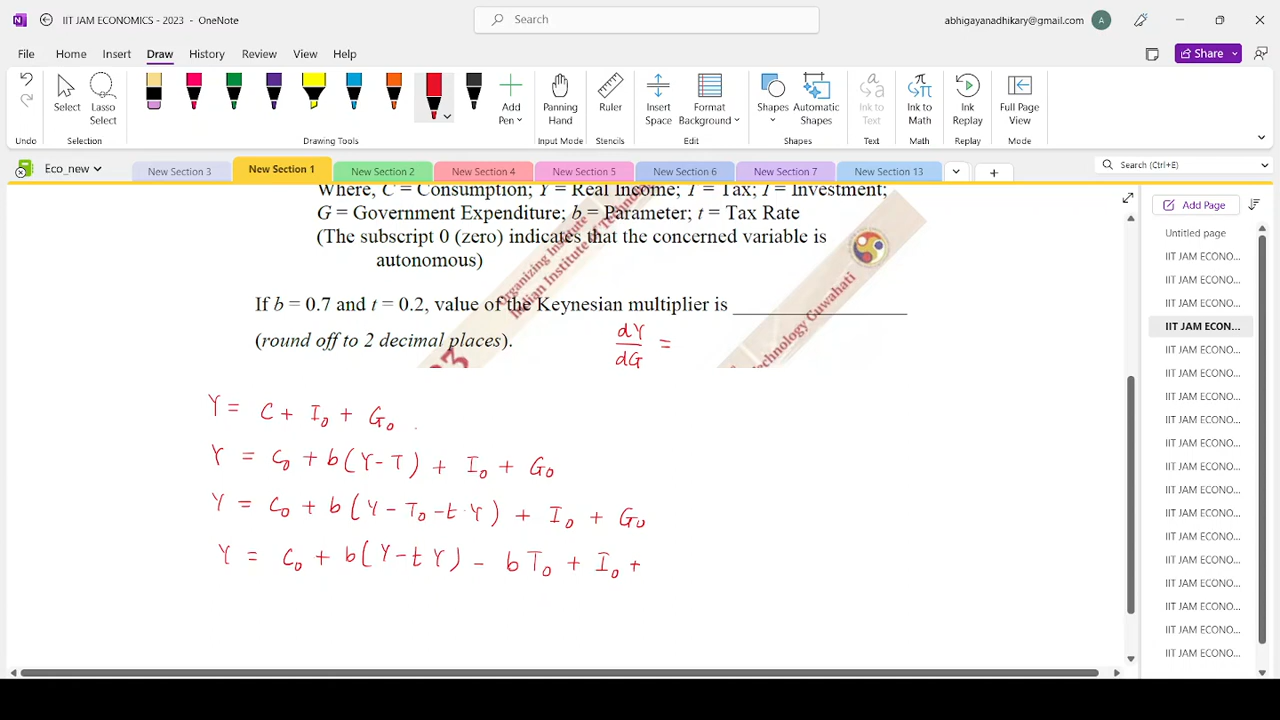 IIT JAM ECONOMICS - 2023 - OneNote
Search
abhigayanadhikary@gmail.com
A
File Home Insert Draw History Review View Help
Share
Undo
Select
Lasso Select
Selection
Drawing Tools
Add Pen
Panning Hand
Input Mode
Ruler
Stencils
Insert Space
Format Background
Edit
Shapes
Automatic Shapes
Shapes
Ink to Text
Text
Ink to Math
Math
Ink Replay
Replay
Full Page View
Mode
Eco_new
New Section 3
New Section 1
New Section 2
New Section 4
New Section 5
New Section 6
New Section 7
New Section 13
Search (Ctrl+E)
Add Page
Untitled page
IIT JAM ECONO...
IIT JAM ECONO...
IIT JAM ECONO...
IIT JAM ECON...
IIT JAM ECONO...
IIT JAM ECONO...
IIT JAM ECONO...
IIT JAM ECONO...
IIT JAM ECONO...
IIT JAM ECONO...
IIT JAM ECONO...
IIT JAM ECONO...
IIT JAM ECONO...
IIT JAM ECONO...
IIT JAM ECONO...
IIT JAM ECONO...
IIT JAM ECONO...
IIT JAM ECONO...
Where, C = Consumption; Y = Real Income; T = Tax; I = Investment;
G = Government Expenditure; b = Parameter; t = Tax Rate
(The subscript 0 (zero) indicates that the concerned variable is
autonomous)
If b = 0.7 and t = 0.2, value of the Keynesian multiplier is ____________________
(round off to 2 decimal places).
dY/dG =
Organizing Institute
Indian Institute of Technolo
Technology Guwahati
Y = C + I₀ + G₀
Y = C₀ + b(Y-T) + I₀ + G₀
Y = C₀ + b(Y - T₀ - t.Y) + I₀ + G₀
Y = C₀ + b(Y-tY) - bT₀ + I₀ +